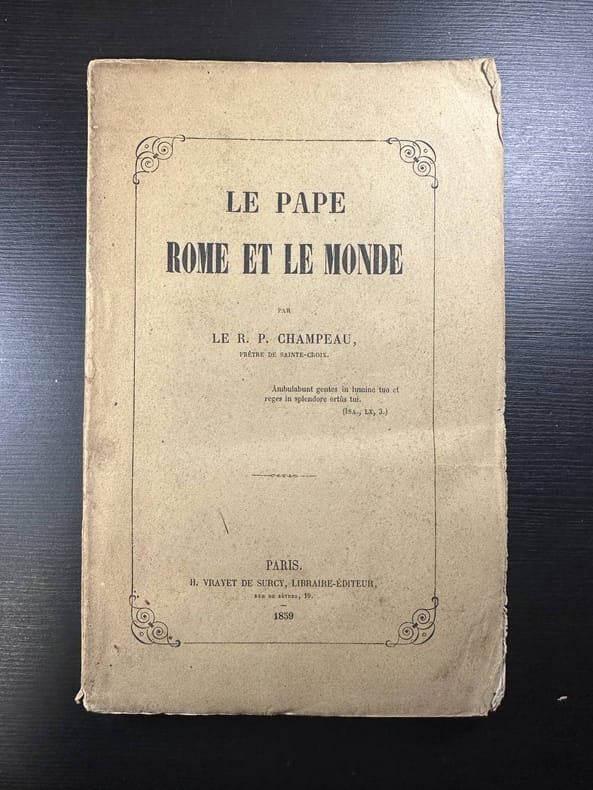 LE PAPE
ROME ET LE MONDE
PAR
LE R. P. CHAMPEAU,
PRÊTRE DE SAINTE-CROIX.
Ambulabunt gentes in lumine tuo et
reges in splendore ortûs tui.
(ISA., LX, 3.)
PARIS.
H. VRAYET DE SURCY, LIBRAIRE-ÉDITEUR,
RUE DE SÈVRES, 19.
1859